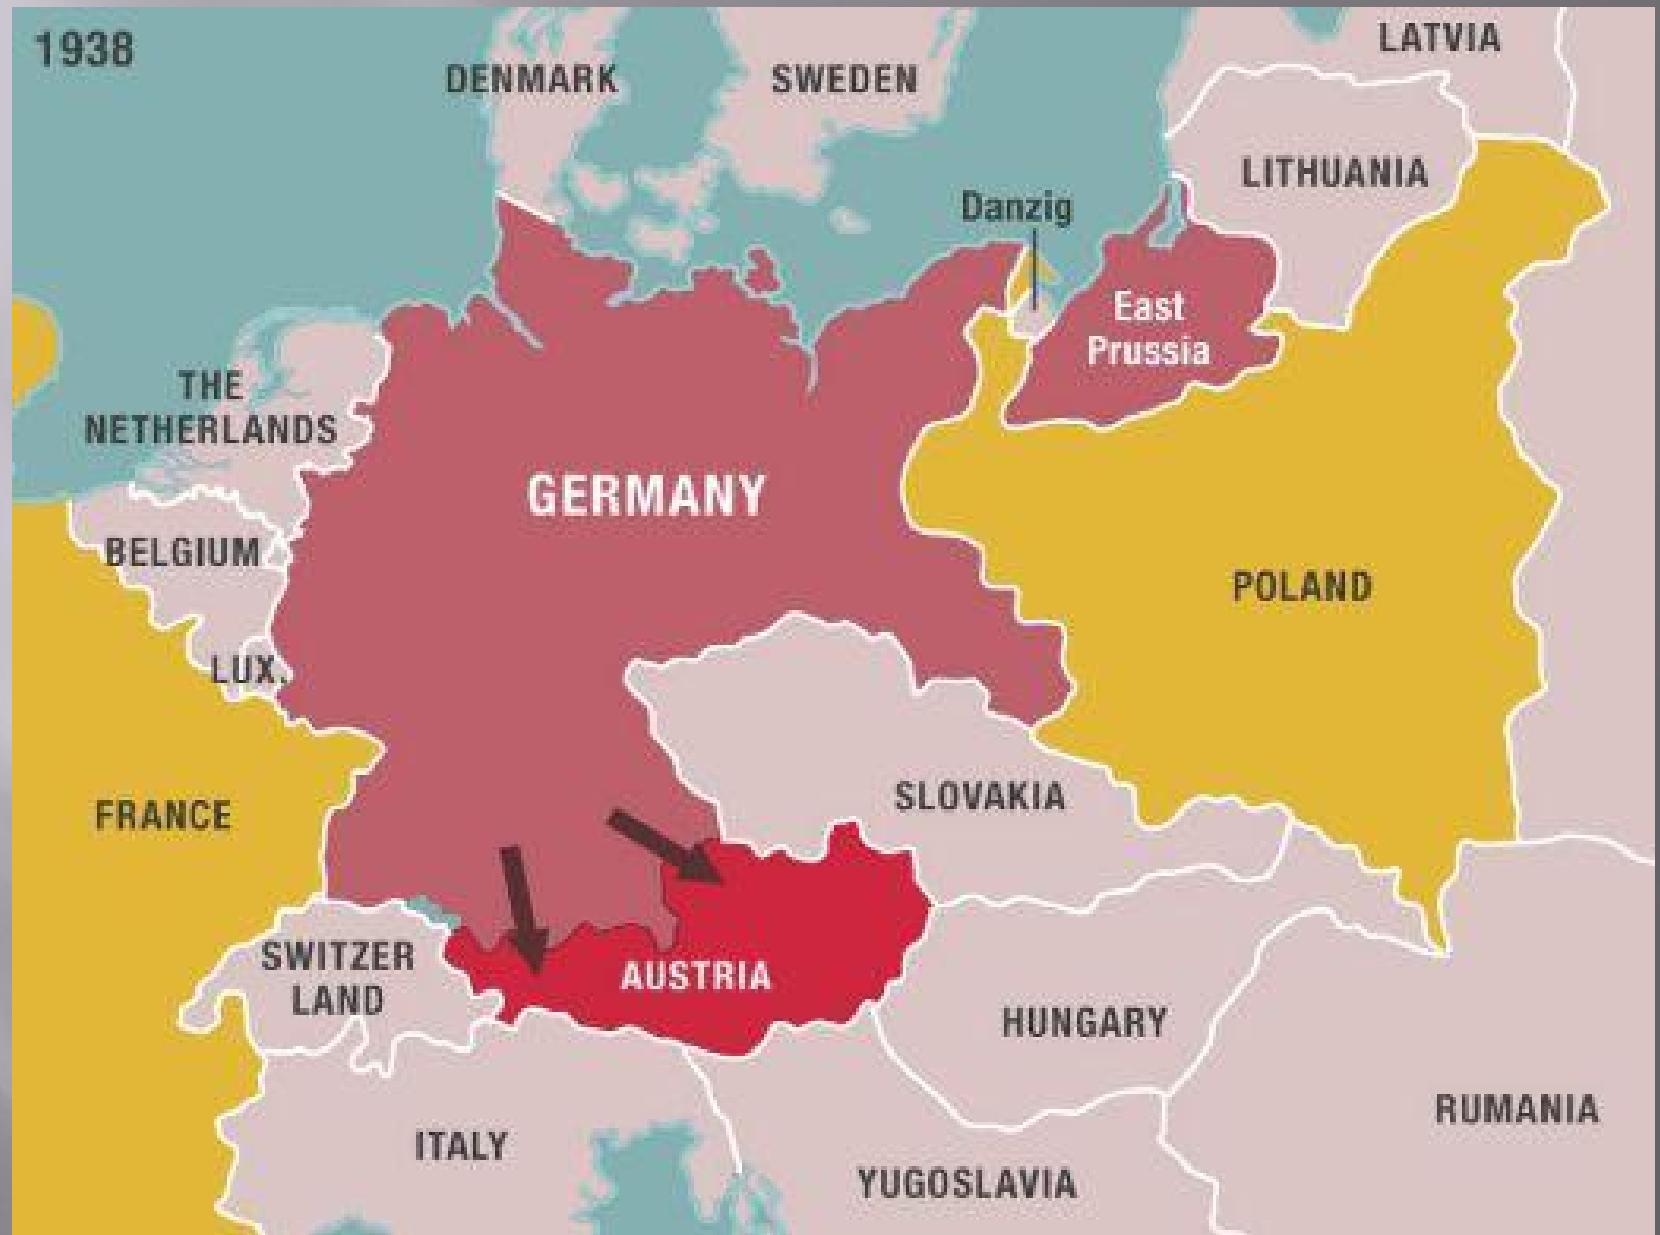 1938
DENMARK
SWEDEN
LATVIA
LITHUANIA
Danzig
East
Prussia
THE
NETHERLANDS
GERMANY
BELGIUM
POLAND
LUX.
FRANCE
SLOVAKIA
SWITZER
LAND
AUSTRIA
HUNGARY
RUMANIA
ITALY
YUGOSLAVIA